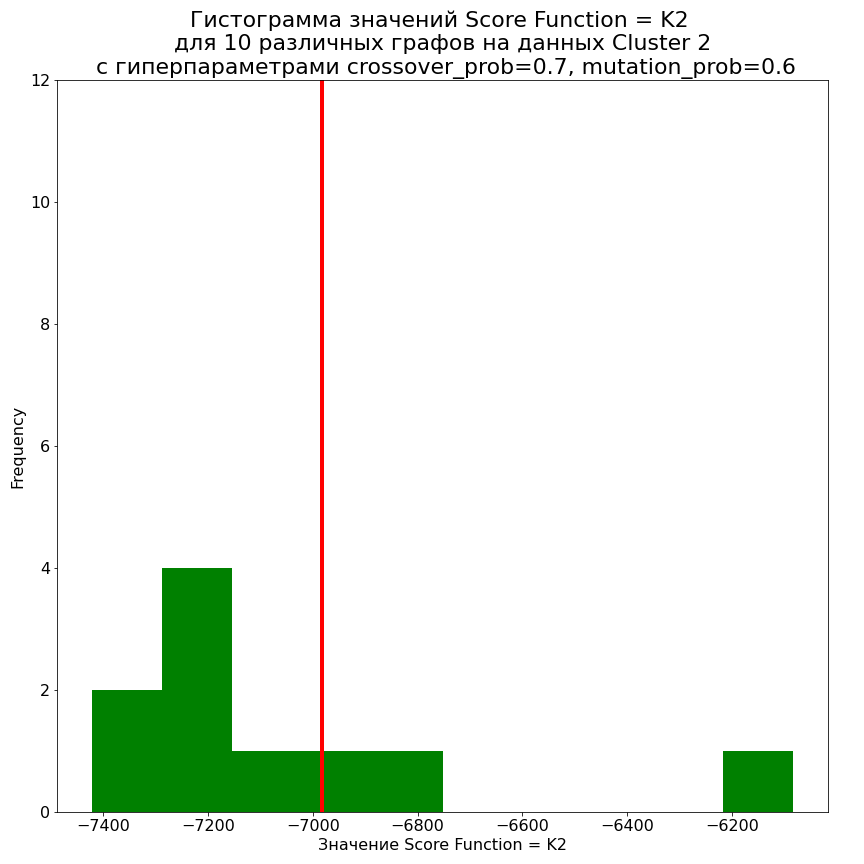 Гистограмма значений Score Function = K2
для 10 различных графов на данных Cluster 2
с гиперпараметрами crossover_prob=0.7, mutation_prob=0.6
12
10
8
6
4
2
0
Frequency
−7400 −7200 −7000 −6800 −6600 −6400 −6200
Значение Score Function = K2